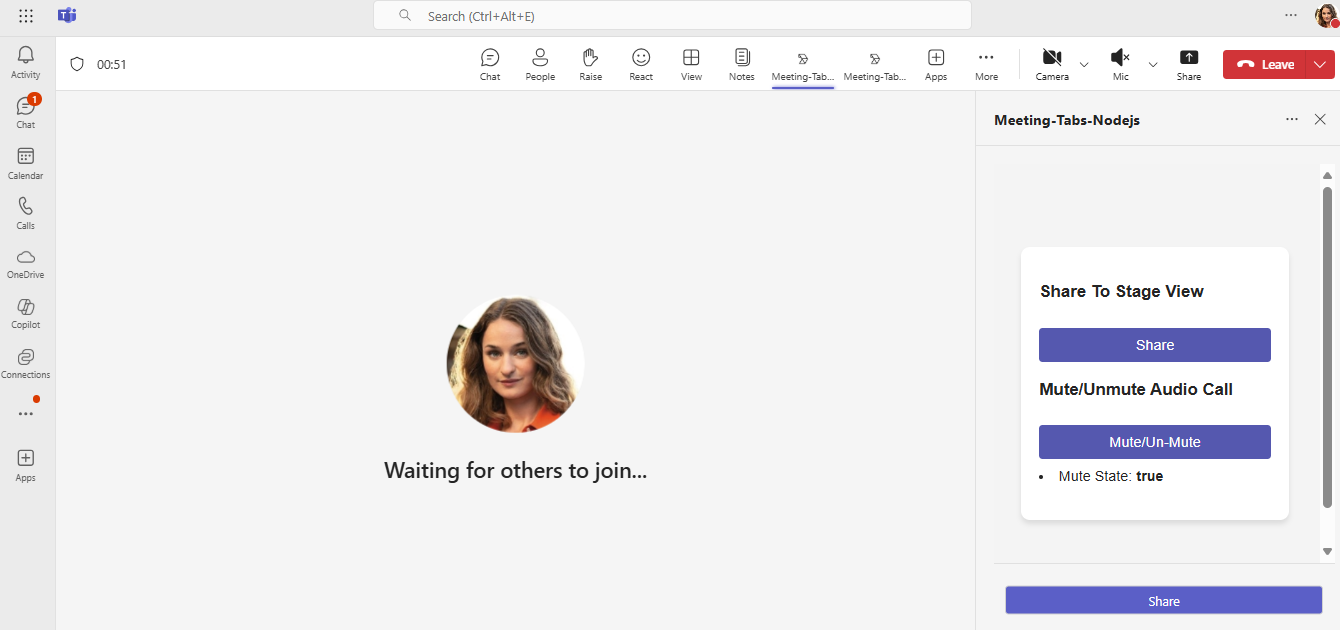 Search (Ctrl+Alt+E)
Activity
1
Chat
Calendar
Calls
OneDrive
Copilot
Connections
Apps
00:51
Chat
People
Raise
React
View
Notes
Meeting-Tab...
Meeting-Tab...
Apps
More
Camera
Mic
Share
Leave
Waiting for others to join...
Meeting-Tabs-Nodejs
Share To Stage View
Share
Mute/Unmute Audio Call
Mute/Un-Mute
• Mute State: true
Share